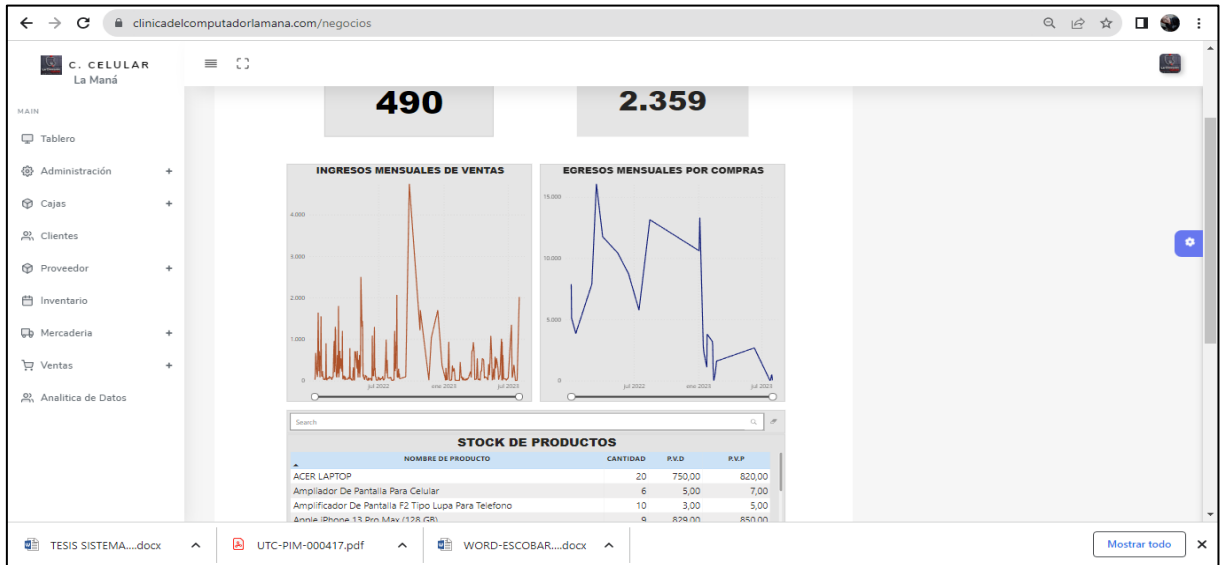 clinicadelcomputadorlamana.com/negocios
C. CELULAR
La Maná
MAIN
Tablero
Administración +
Cajas +
Clientes
Proveedor +
Inventario
Mercaderia +
Ventas +
Analitica de Datos
490
2.359
INGRESOS MENSUALES DE VENTAS
4.000
3.000
2.000
1.000
0
jul 2022 ene 2023 jul 2023
EGRESOS MENSUALES POR COMPRAS
15.000
10.000
5.000
0
jul 2022 ene 2023 jul 2023
Search
STOCK DE PRODUCTOS
NOMBRE DE PRODUCTO CANTIDAD P.V.D P.V.P
ACER LAPTOP 20 750,00 820,00
Ampliador De Pantalla Para Celular 6 5,00 7,00
Amplificador De Pantalla F2 Tipo Lupa Para Telefono 10 3,00 5,00
Apple IPhone 13 Pro Max (128 GB) 9 829,00 850,00
TESIS SISTEMA....docx
UTC-PIM-000417.pdf
WORD-ESCOBAR....docx
Mostrar todo